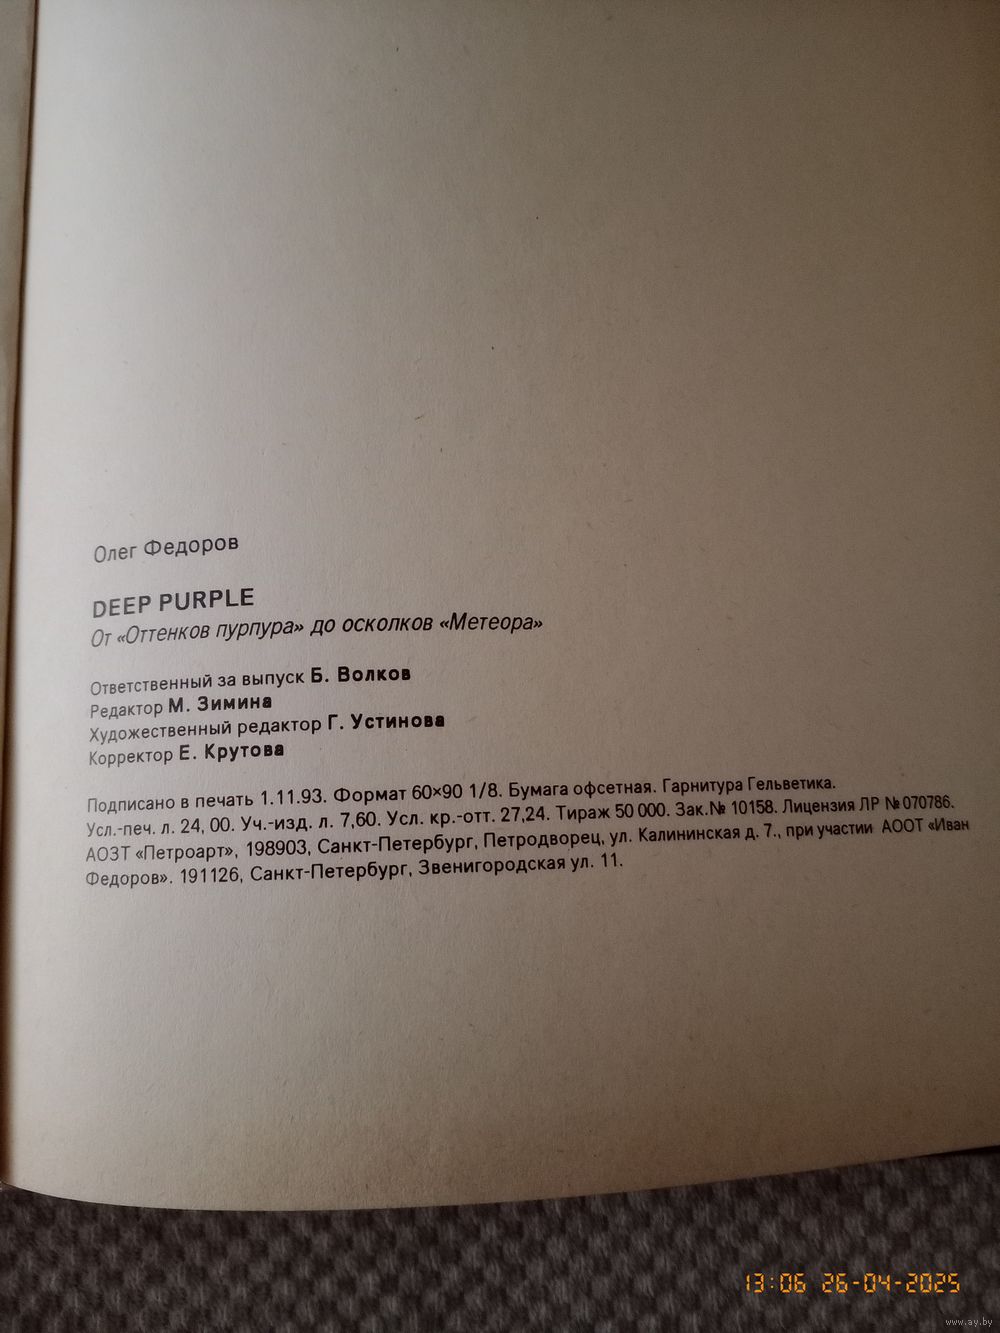 Олег Федоров
DEEP PURPLE
От «Оттенков пурпура» до осколков «Метеора»
Ответственный за выпуск Б. Волков
Редактор М. Зимина
Художественный редактор Г. Устинова
Корректор Е. Крутова
Подписано в печать 1.11.93. Формат 60×90 1/8. Бумага офсетная. Гарнитура Гельветика.
Усл.-печ. л. 24, 00. Уч.-изд. л. 7,60. Усл. кр.-отт. 27,24. Тираж 50 000. Зак.№ 10158. Лицензия ЛР №070786.
АОЗТ «Петроарт», 198903, Санкт-Петербург, Петродворец, ул. Калининская д. 7., при участии АООТ «Иван
Федоров». 191126, Санкт-Петербург, Звенигородская ул. 11.
13:06 26-04-2025
www.ay.by